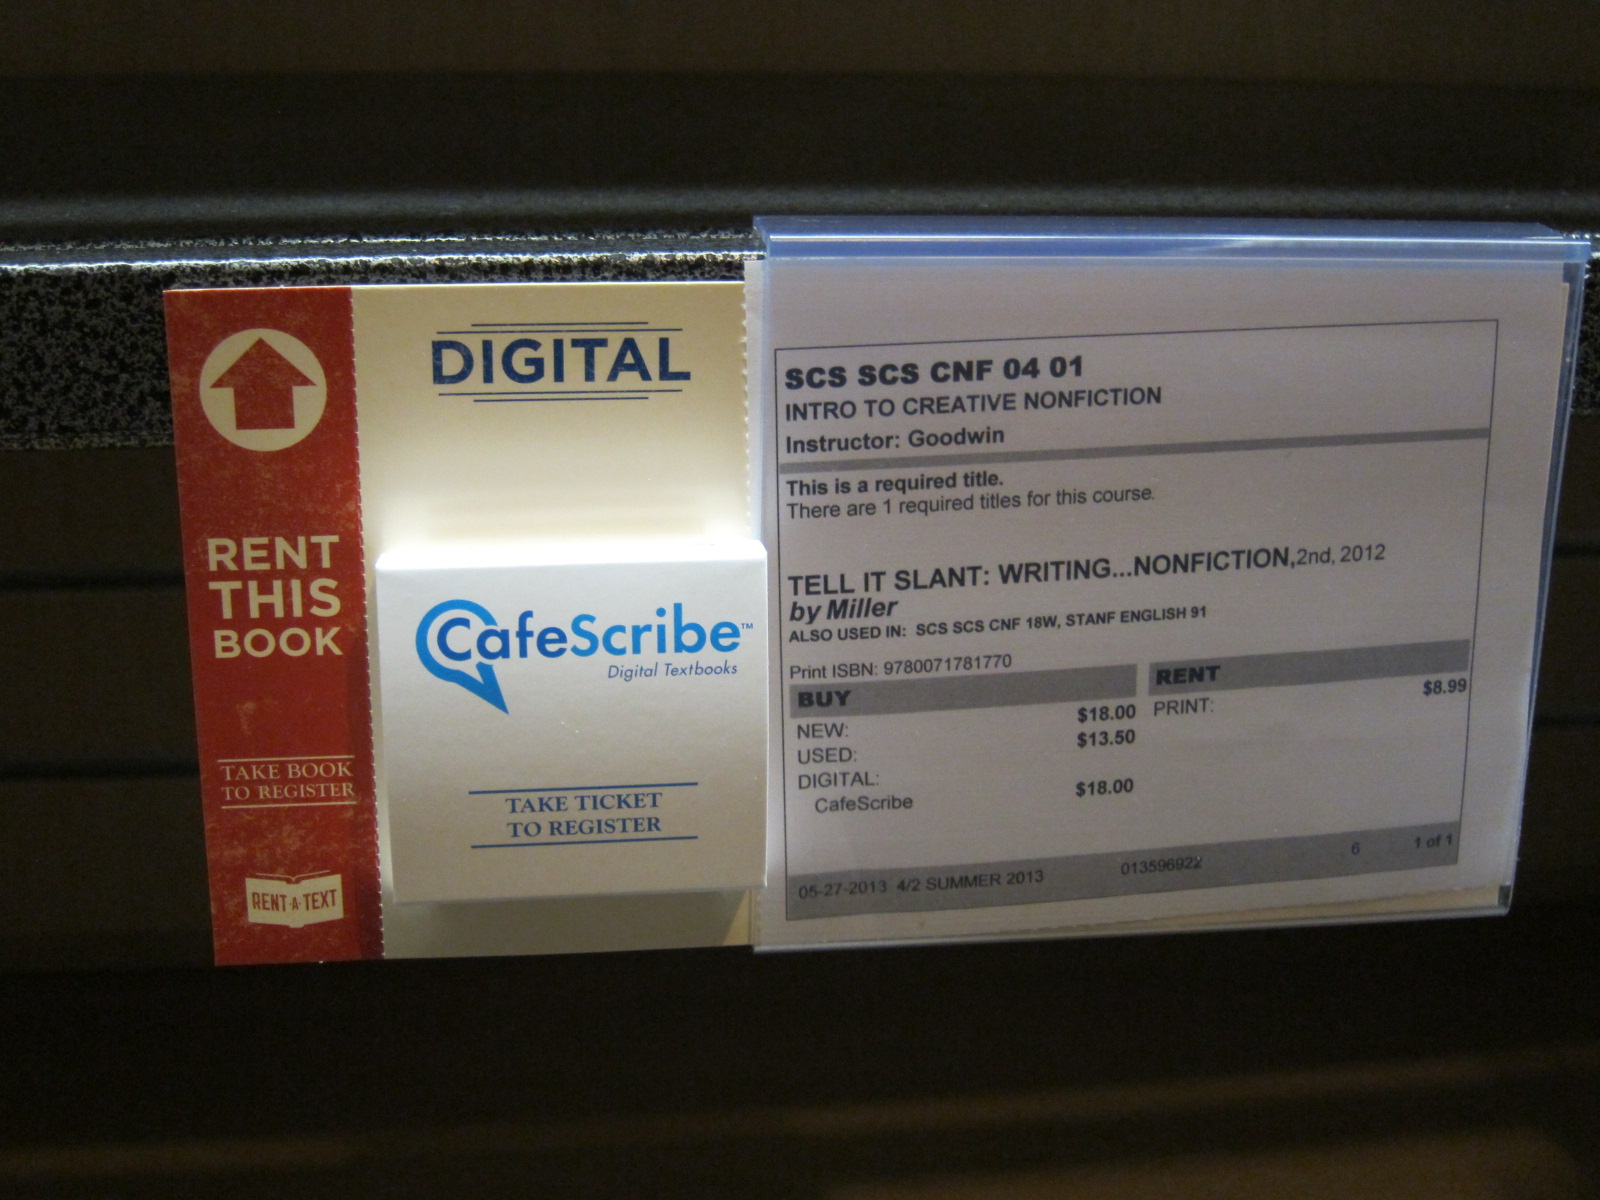 RENT
THIS
BOOK
TAKE BOOK
TO REGISTER
RENT-A-TEXT
DIGITAL
CafeScribe™
Digital Textbooks
TAKE TICKET
TO REGISTER
SCS SCS CNF 04 01
INTRO TO CREATIVE NONFICTION
Instructor: Goodwin
This is a required title.
There are 1 required titles for this course.
TELL IT SLANT: WRITING...NONFICTION,2nd, 2012
by Miller
ALSO USED IN: SCS SCS CNF 18W, STANF ENGLISH 91
Print ISBN: 9780071781770
BUY RENT
NEW: $18.00 PRINT: $8.99
USED: $13.50
DIGITAL:
CafeScribe $18.00
05-27-2013 4/2 SUMMER 2013 013596922 6 1 of 1